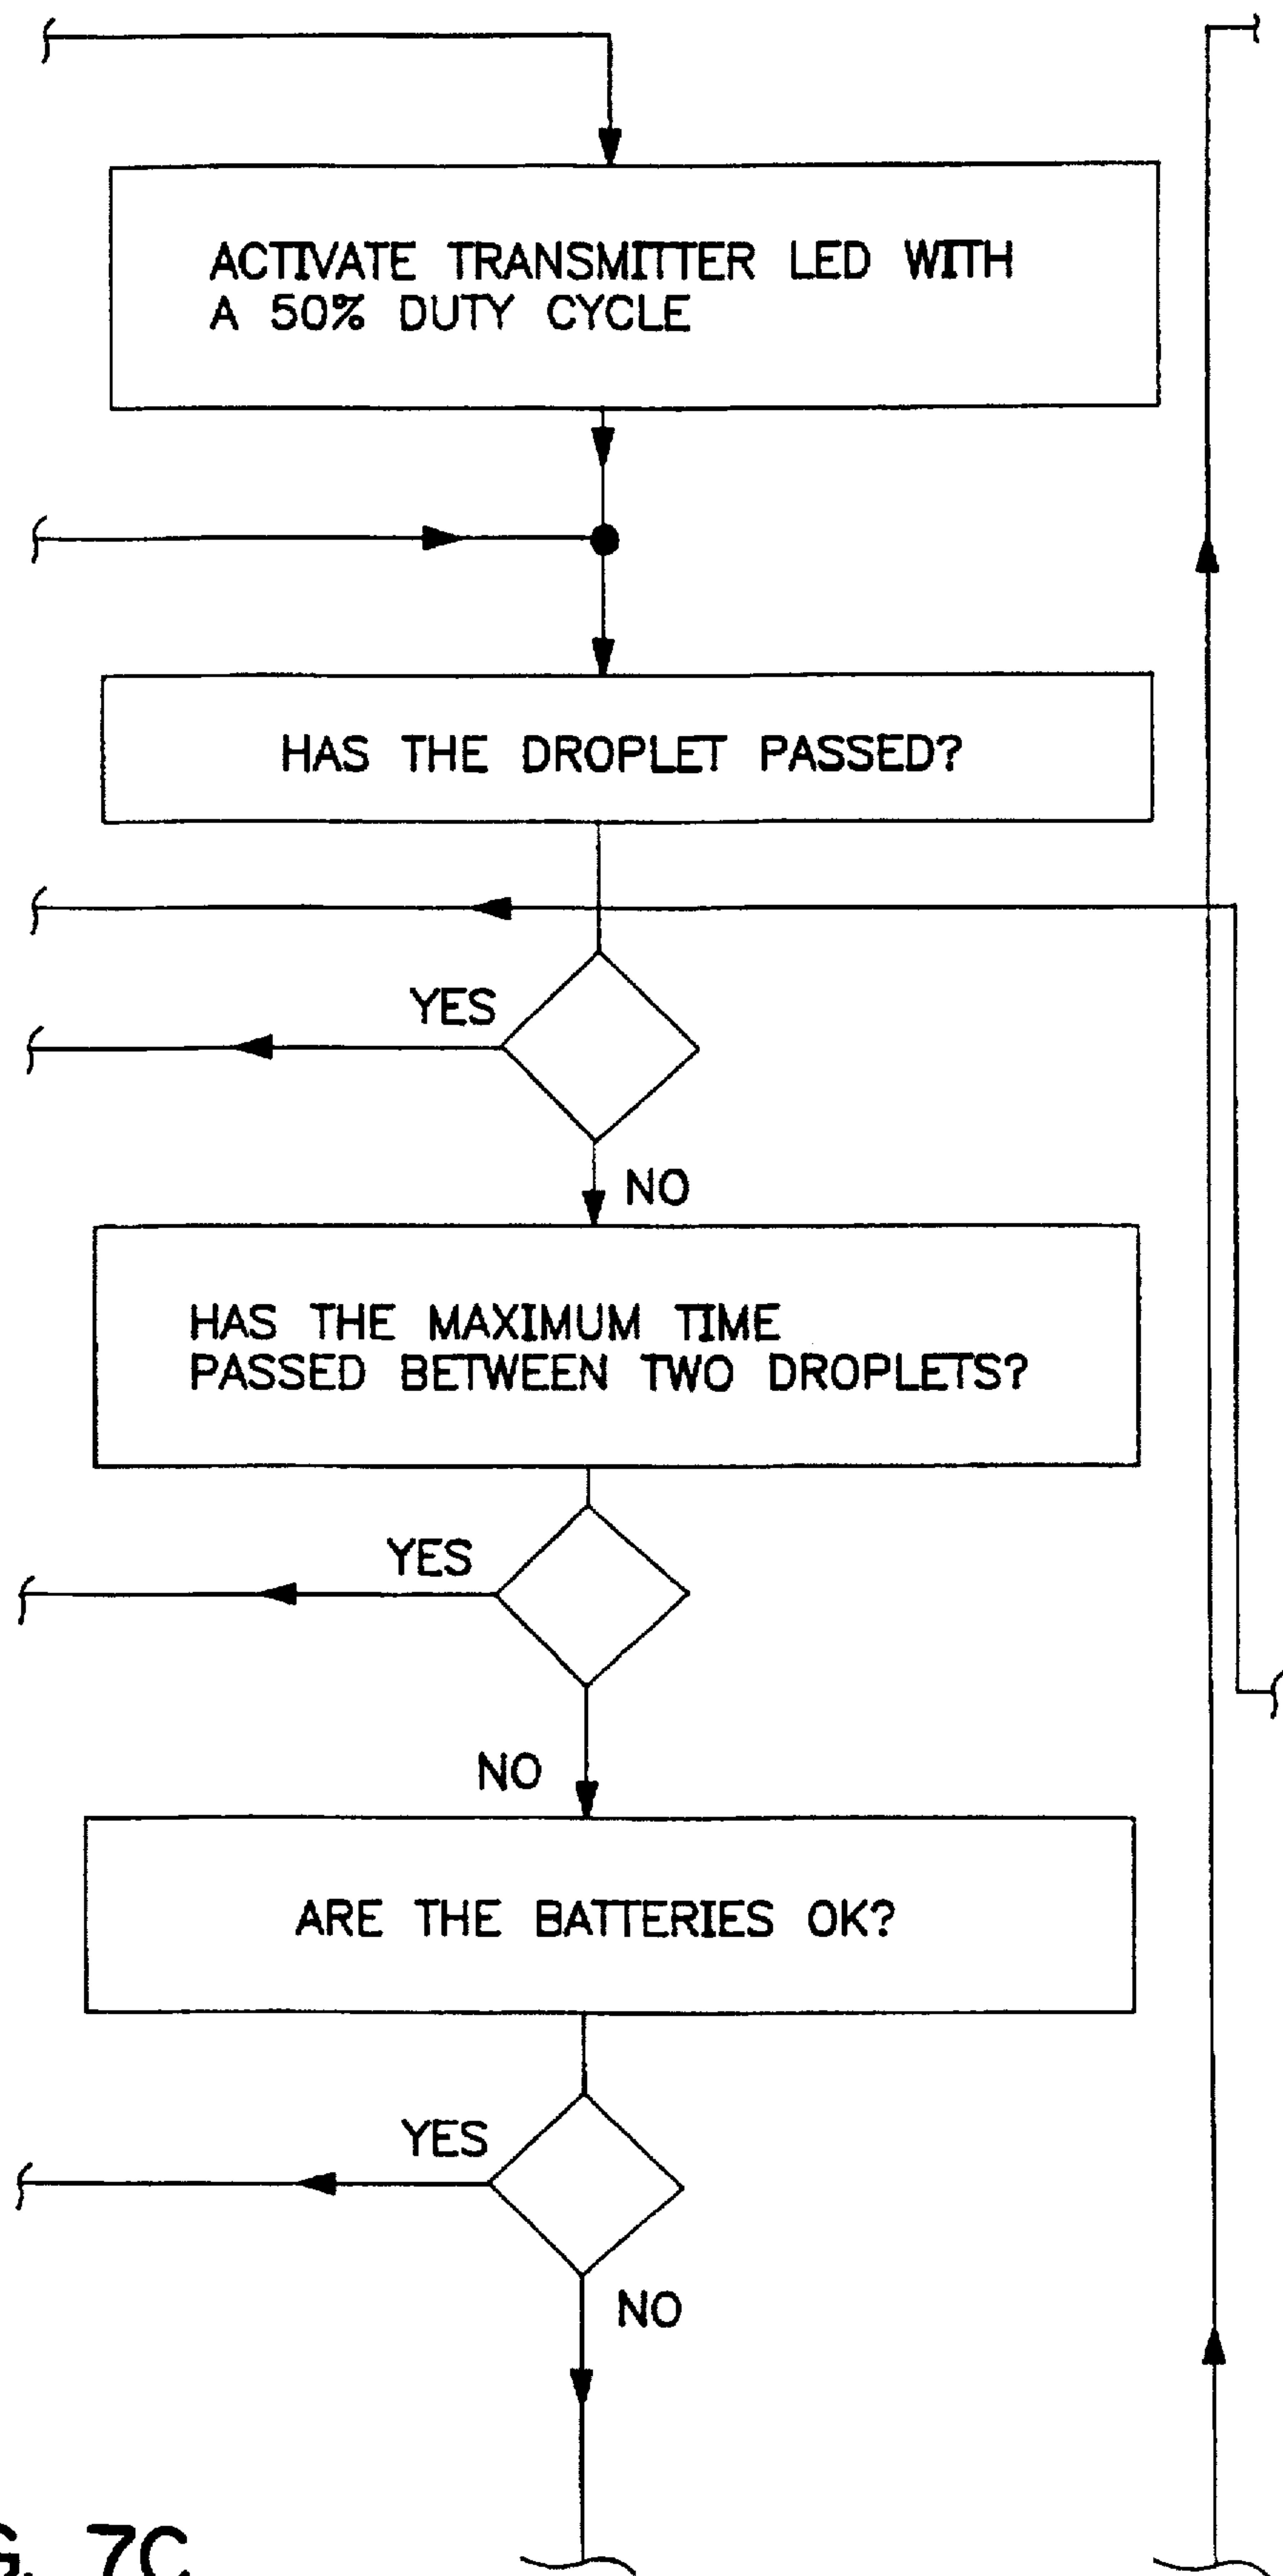 ACTIVATE TRANSMITTER LED WITH
A 50% DUTY CYCLE
HAS THE DROPLET PASSED?
YES
NO
HAS THE MAXIMUM TIME
PASSED BETWEEN TWO DROPLETS?
YES
NO
ARE THE BATTERIES OK?
YES
NO
G. 7C